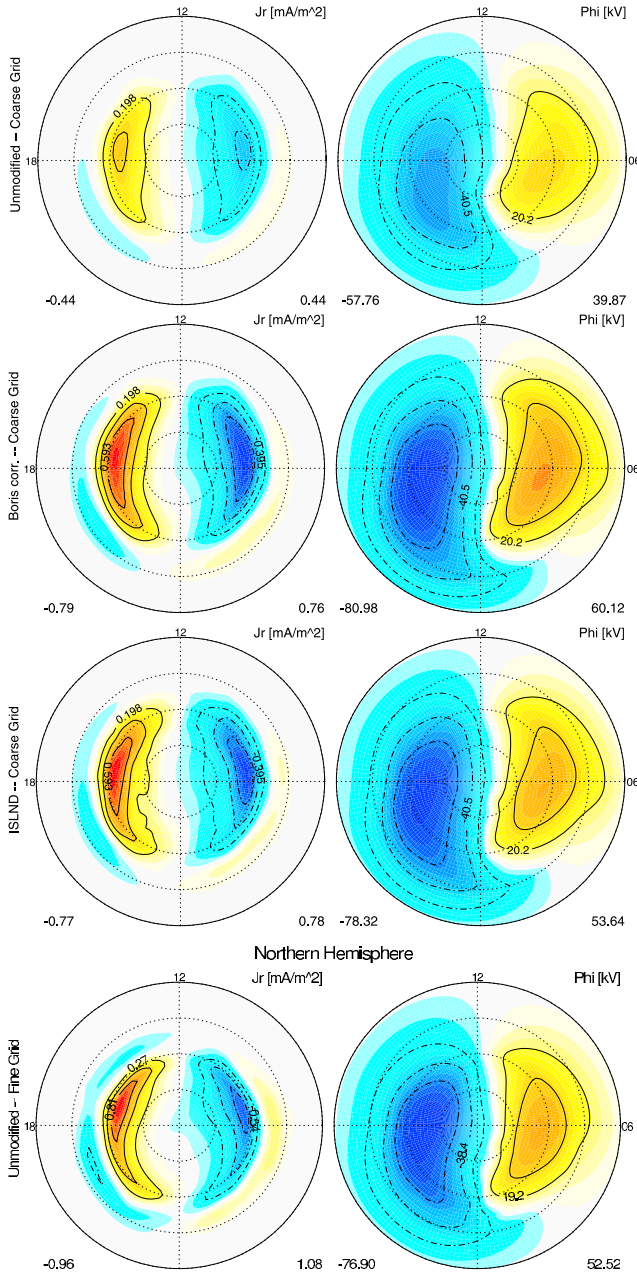 12 Jr [mA/m^2] Phi [kV]
Unmodified -- Coarse Grid
18 0.198 40.5 20.2 06
-0.44 0.44 -57.76 12 39.87
12 Jr [mA/m^2] Phi [kV]
Boris corr. -- Coarse Grid
18 0.198 0.593 -0.395 40.5 20.2 06
-0.79 0.76 -80.98 12 60.12
12 Jr [mA/m^2] Phi [kV]
ISLND -- Coarse Grid
18 0.198 0.593 -0.395 40.5 20.2 06
-0.77 0.78 -78.32 53.64
Northern Hemisphere
12 Jr [mA/m^2] 12 Phi [kV]
Unmodified -- Fine Grid
18 0.27 0.81 -0.54 -38.4 19.2 06
-0.96 1.08 -76.90 52.52